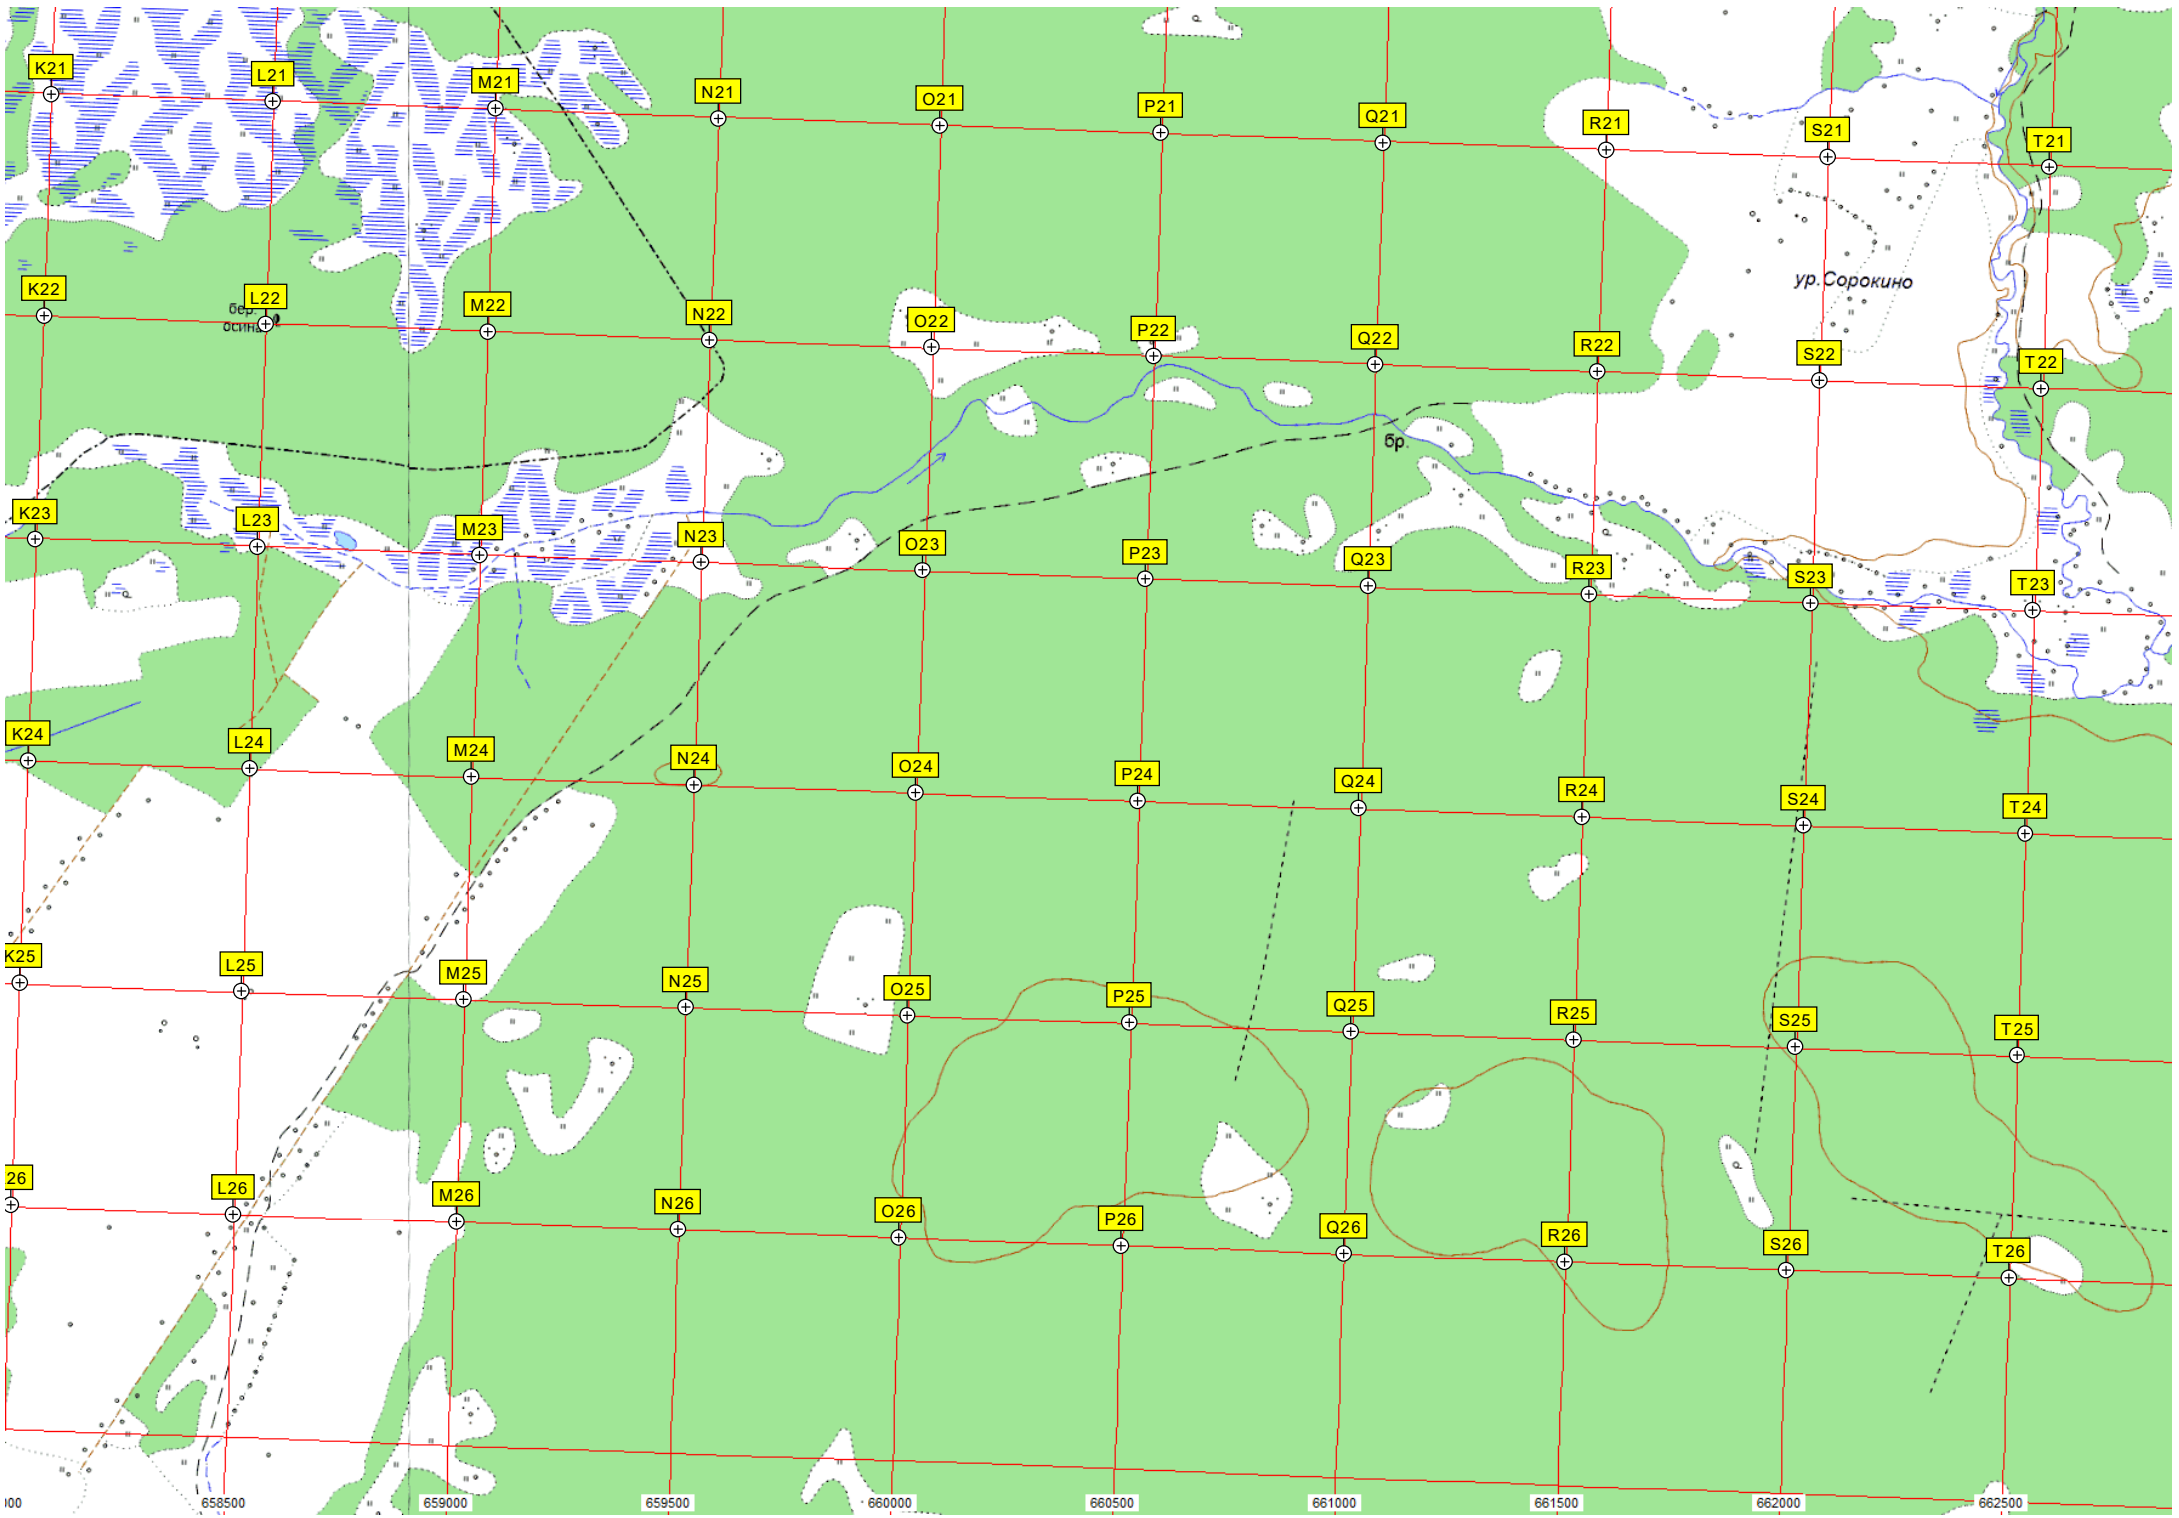 K21 L21 M21 N21 O21 P21 Q21 R21 S21 T21
ур.Сорокино
K22 L22 M22 N22 O22 P22 Q22 R22 S22 T22
бер.
осина
бр.
K23 L23 M23 N23 O23 P23 Q23 R23 S23 T23
K24 L24 M24 N24 O24 P24 Q24 R24 S24 T24
K25 L25 M25 N25 O25 P25 Q25 R25 S25 T25
26 L26 M26 N26 O26 P26 Q26 R26 S26 T26
658500 659000 659500 660000 660500 661000 661500 662000 662500